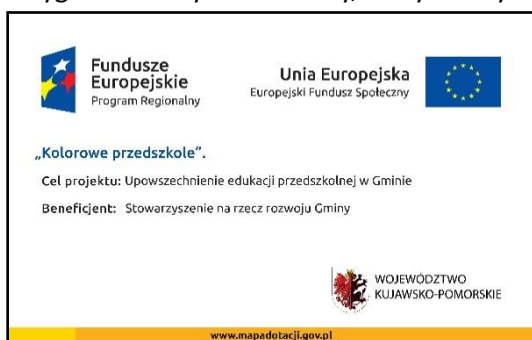 Fundusze
Europejskie
Program Regionalny
Unia Europejska
Europejski Fundusz Społeczny
„Kolorowe przedszkole”.
Cel projektu: Upowszechnienie edukacji przedszkolnej w Gminie
Beneficjent: Stowarzyszenie na rzecz rozwoju Gminy
WOJEWÓDZTWO
KUJAWSKO-POMORSKIE
www.mapadotacji.gov.pl